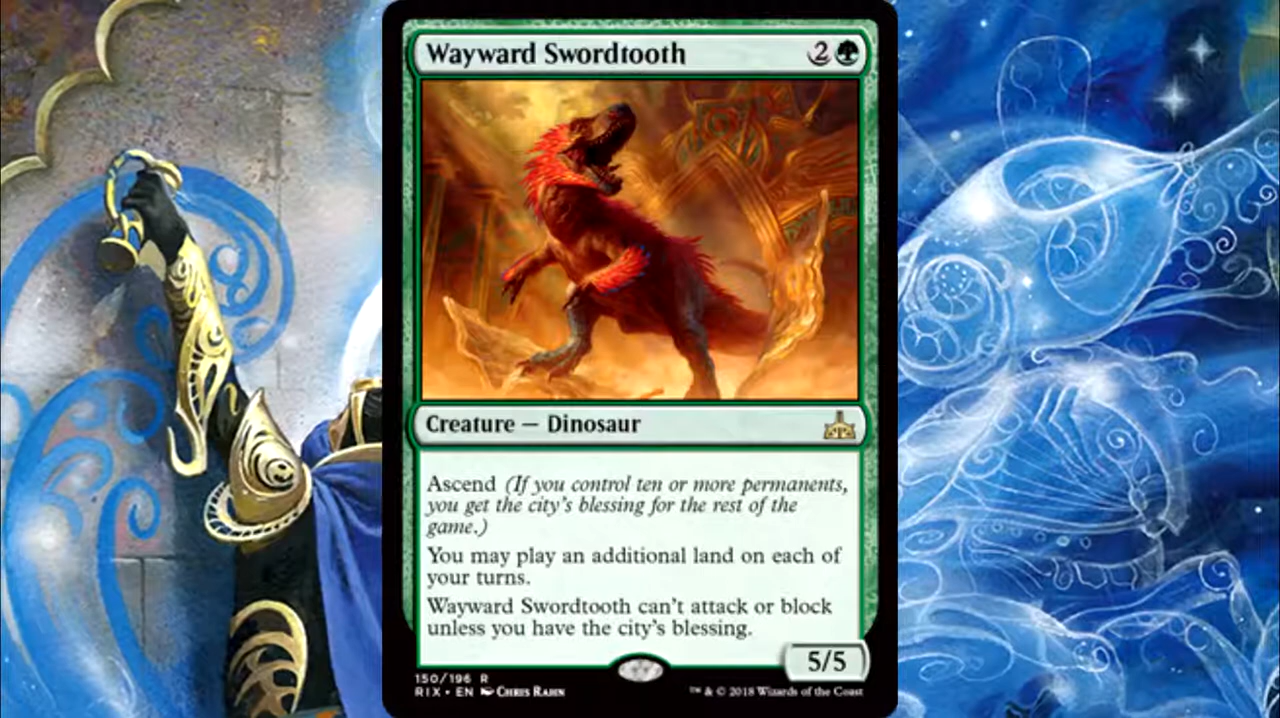 Wayward Swordtooth 2
Creature — Dinosaur
Ascend (If you control ten or more permanents,
you get the city's blessing for the rest of the
game.)
You may play an additional land on each of
your turns.
Wayward Swordtooth can't attack or block
unless you have the city's blessing.
5/5
150/196 R
RIX • EN Chris Rahn
™ & © 2018 Wizards of the Coast